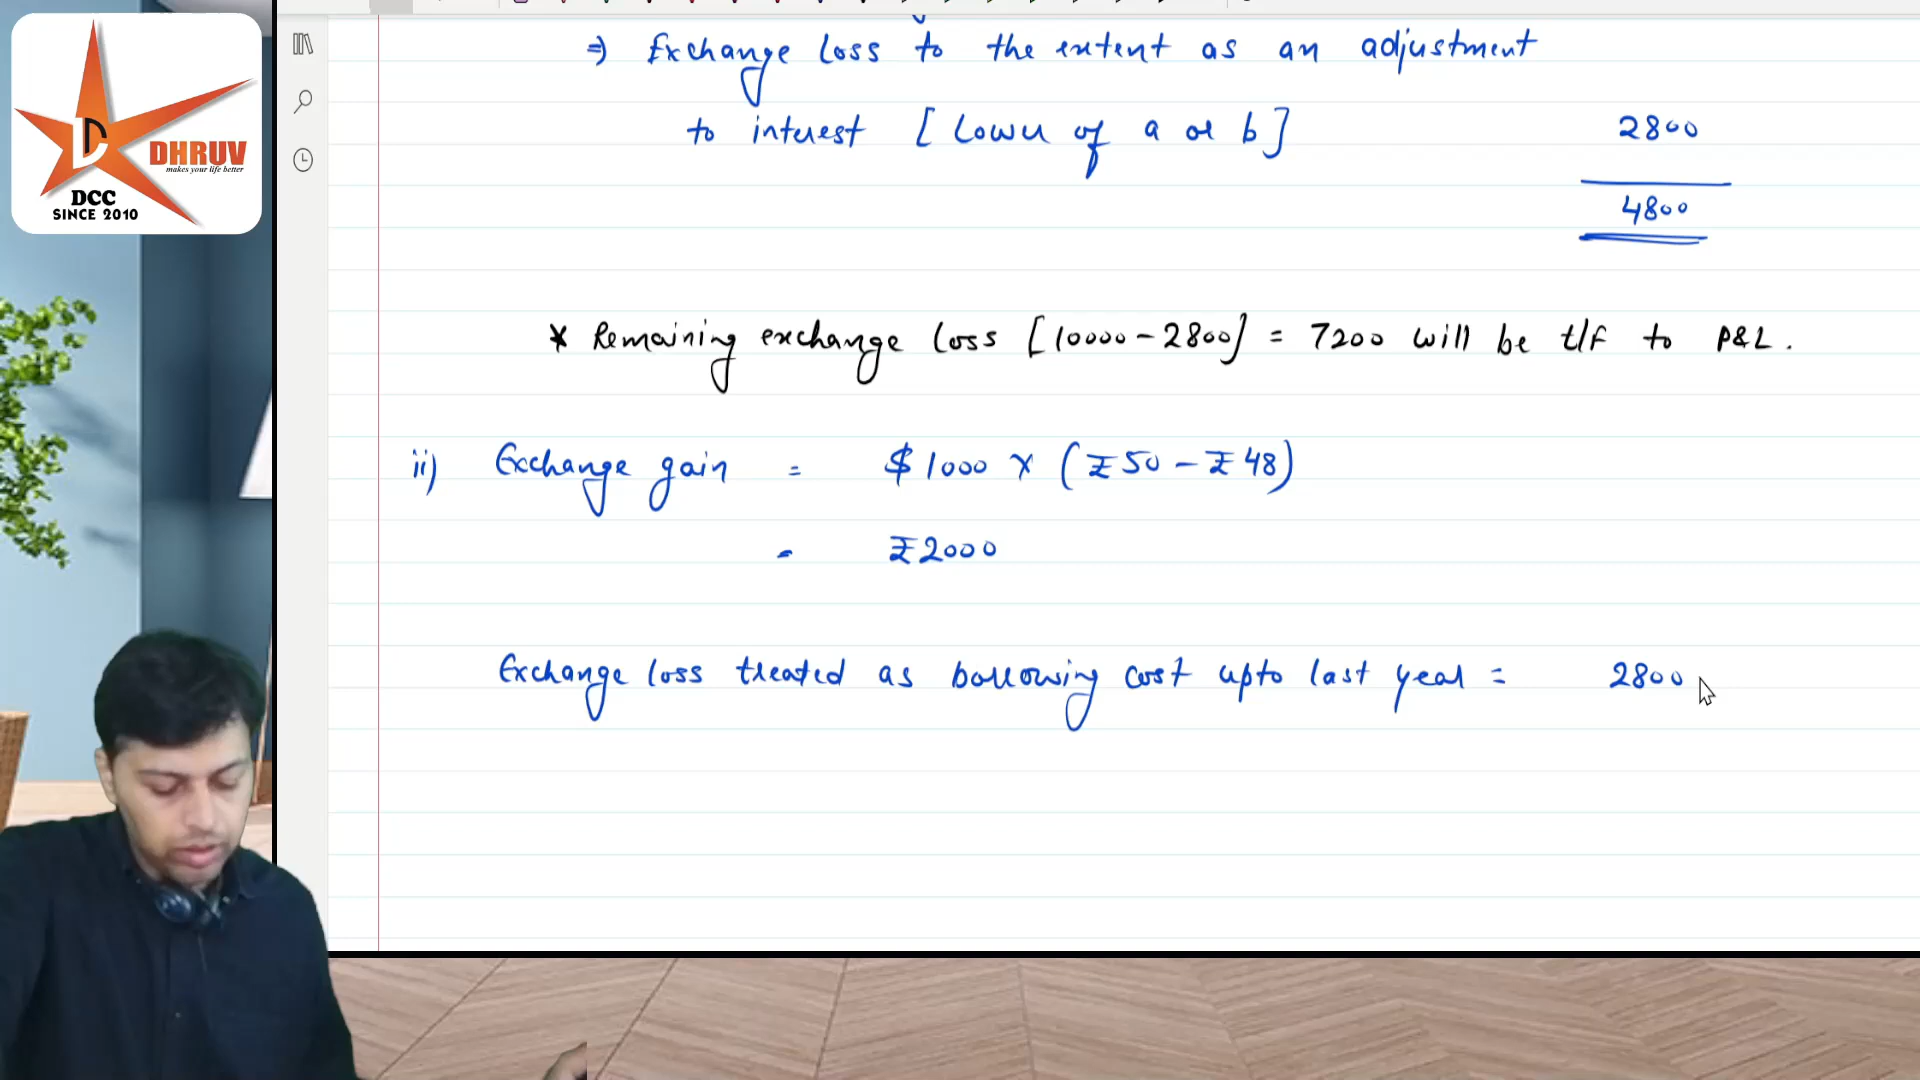 DC
DHRUV
makes your life better
DCC
SINCE 2010
⇒ Exchange loss to the extent as an adjustment
to interest [Lower of a or b] 2800
4800
* Remaining exchange loss [10000-2800] = 7200 will be t/f to P&L.
ii) Exchange gain = $1000 x (₹50 - ₹48)
= ₹2000
Exchange loss treated as borrowing cost upto last year = 2800